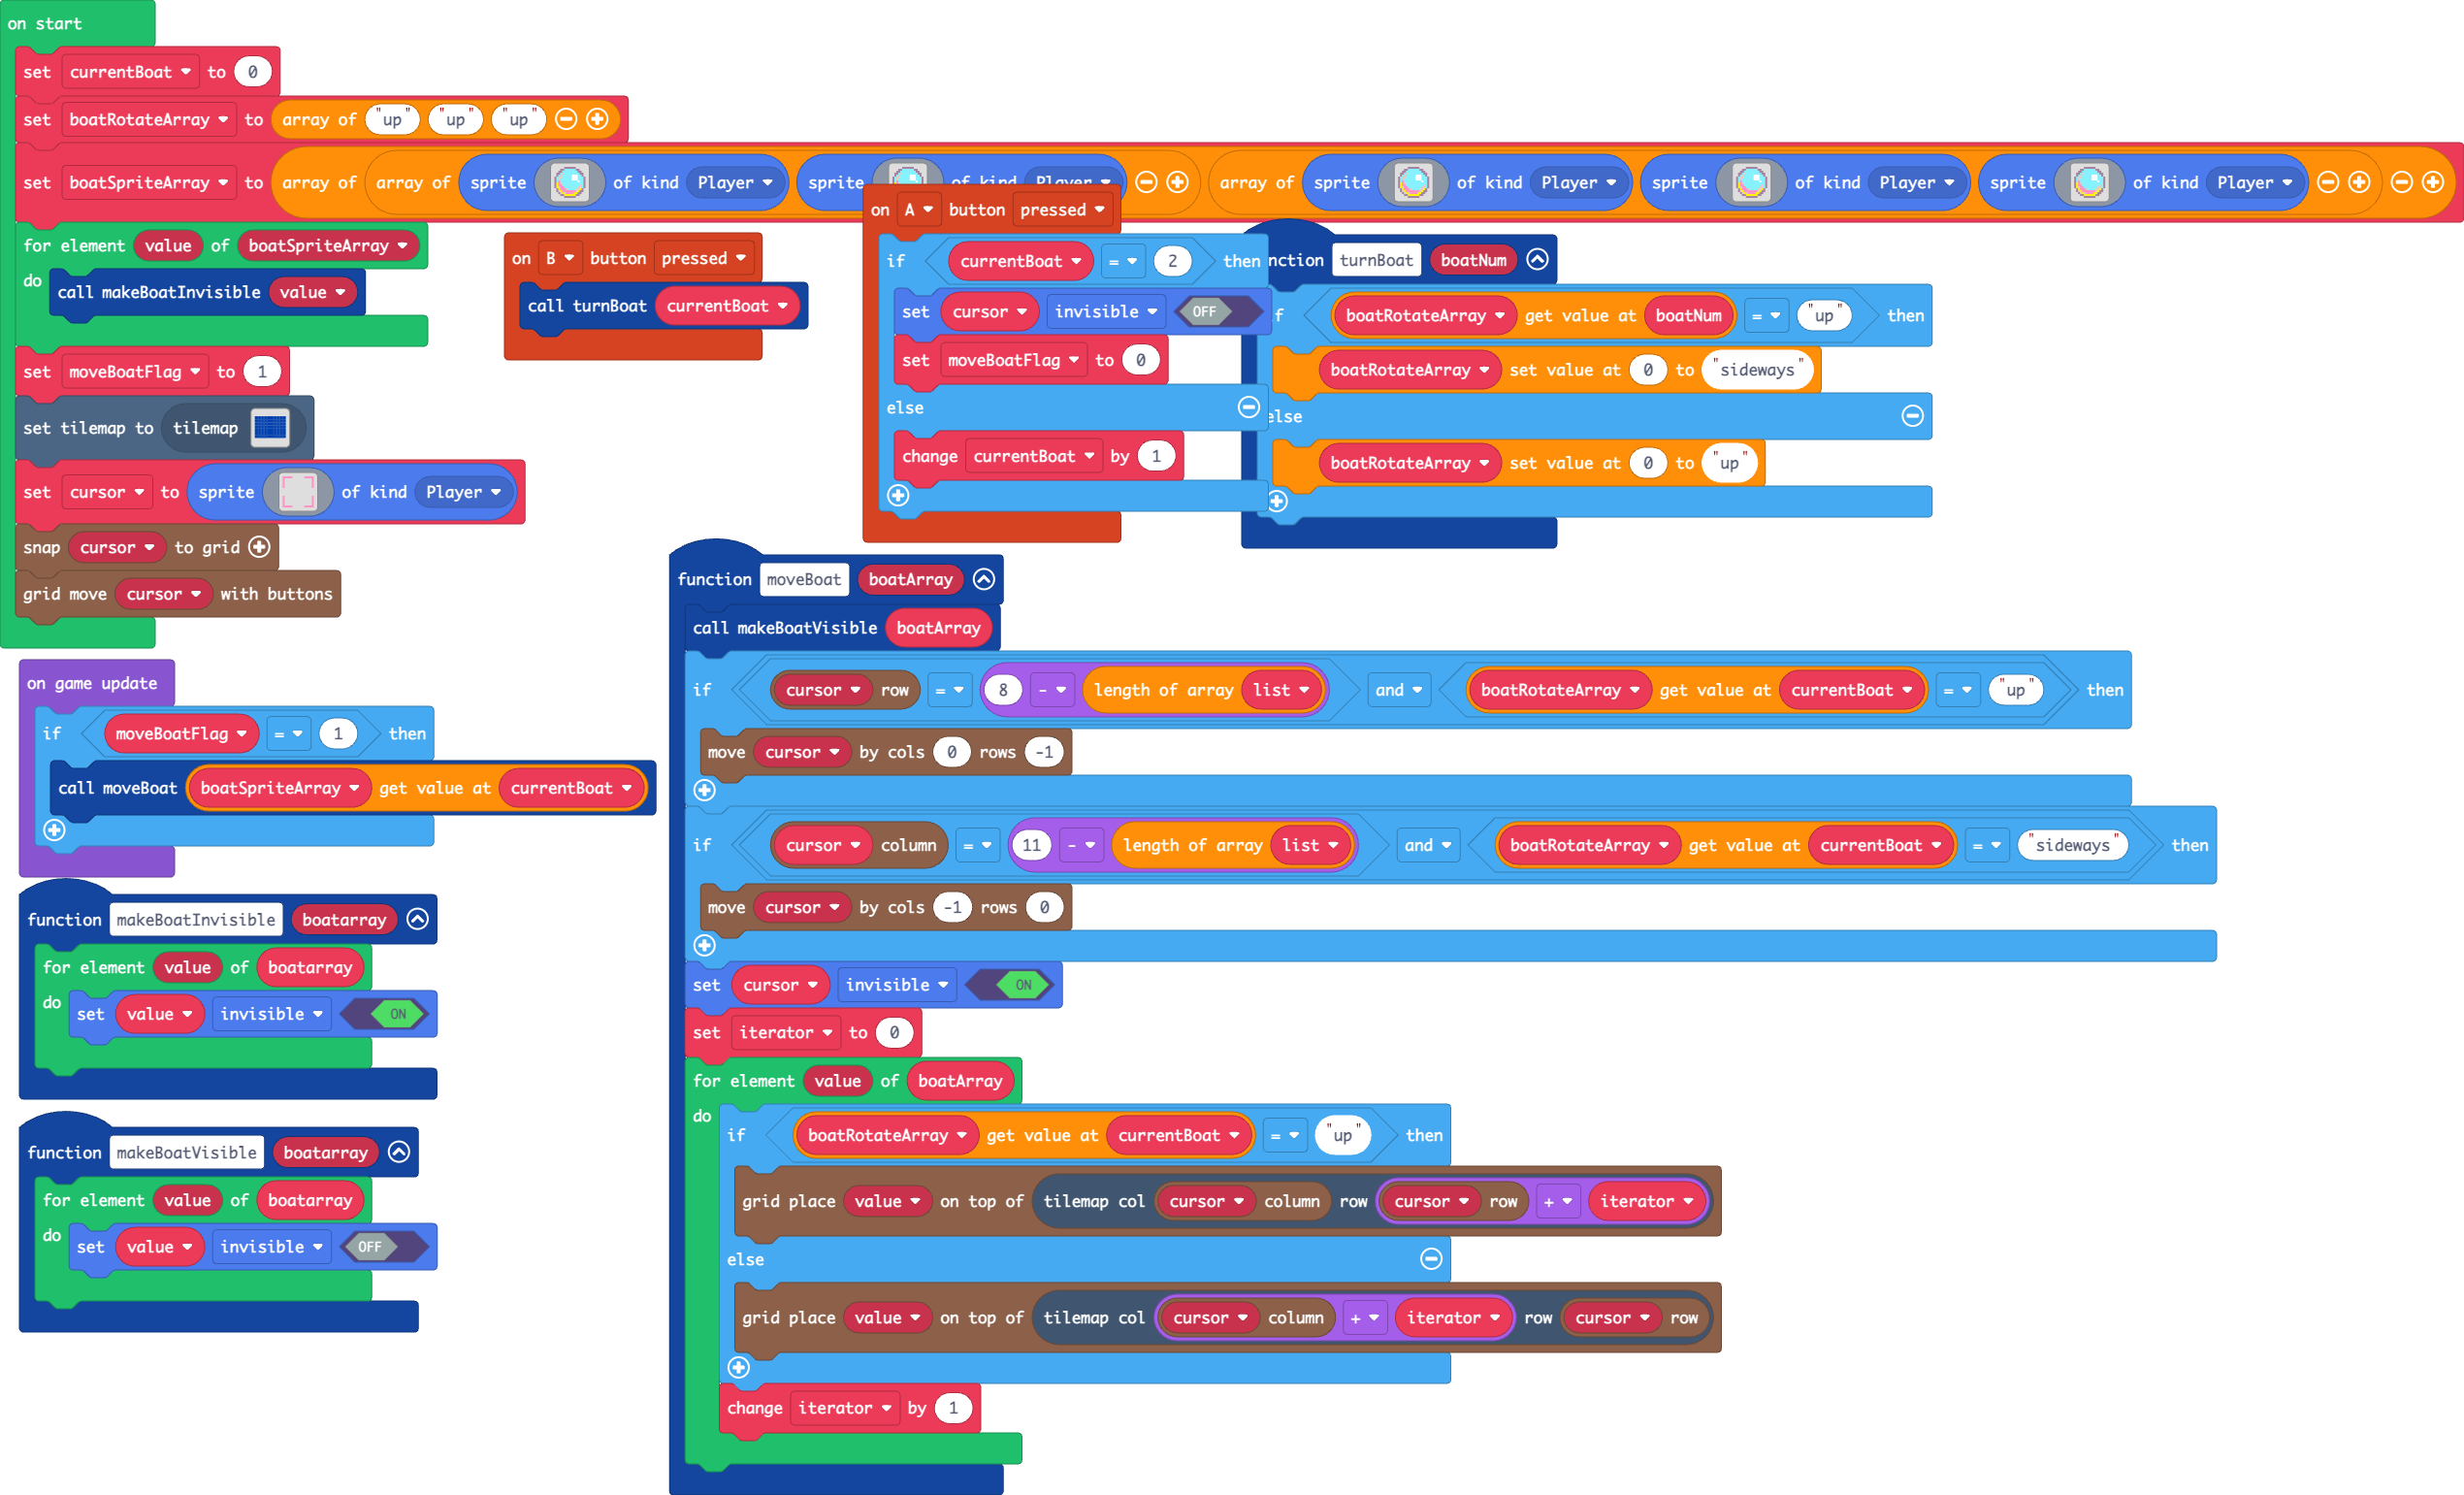 on start
set currentBoat to 0
set boatRotateArray to array of "up" "up" "up"
set boatSpriteArray to array of array of sprite of kind Player sprite of kind Player array of sprite of kind Player sprite of kind Player sprite of kind Player
for element value of boatSpriteArray
do call makeBoatInvisible value
set moveBoatFlag to 1
set tilemap to tilemap
set cursor to sprite of kind Player
snap cursor to grid
grid move cursor with buttons
on B button pressed
call turnBoat currentBoat
on A button pressed
if currentBoat = 2 then
set cursor invisible OFF
set moveBoatFlag to 0
else
change currentBoat by 1
nction turnBoat boatNum
f boatRotateArray get value at boatNum = "up" then
boatRotateArray set value at 0 to "sideways"
else
boatRotateArray set value at 0 to "up"
on game update
if moveBoatFlag = 1 then
call moveBoat boatSpriteArray get value at currentBoat
function makeBoatInvisible boatarray
for element value of boatarray
do set value invisible ON
function makeBoatVisible boatarray
for element value of boatarray
do set value invisible OFF
function moveBoat boatArray
call makeBoatVisible boatArray
if cursor row = 8 - length of array list and boatRotateArray get value at currentBoat = "up" then
move cursor by cols 0 rows -1
if cursor column = 11 - length of array list and boatRotateArray get value at currentBoat = "sideways" then
move cursor by cols -1 rows 0
set cursor invisible ON
set iterator to 0
for element value of boatArray
do if boatRotateArray get value at currentBoat = "up" then
grid place value on top of tilemap col cursor column row cursor row + iterator
else
grid place value on top of tilemap col cursor column + iterator row cursor row
change iterator by 1